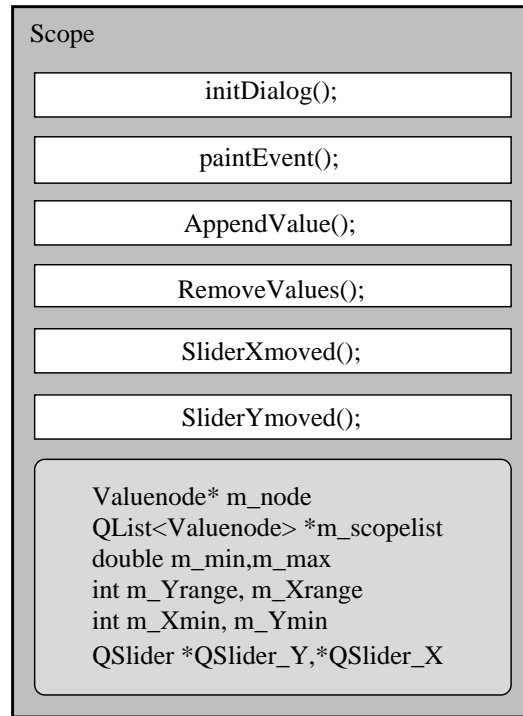 Scope
initDialog();
paintEvent();
AppendValue();
RemoveValues();
SliderXmoved();
SliderYmoved();
Valuenode* m_node
QList<Valuenode> *m_scopelist
double m_min,m_max
int m_Yrange, m_Xrange
int m_Xmin, m_Ymin
QSlider *QSlider_Y,*QSlider_X